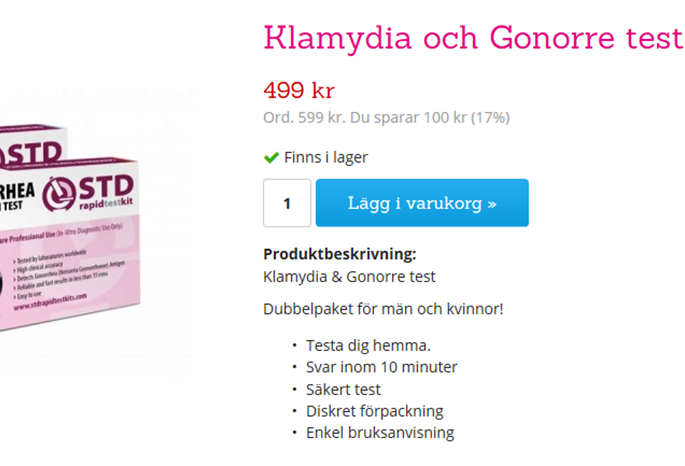 Klamydia och Gonorre test
499 kr
Ord. 599 kr. Du sparar 100 kr (17%)
Finns i lager
1 Lägg i varukorg »
Produktbeskrivning:
Klamydia & Gonorre test
Dubbelpaket för män och kvinnor!
• Testa dig hemma.
• Svar inom 10 minuter
• Säkert test
• Diskret förpackning
• Enkel bruksanvisning
STD
RHEA
TEST
STD
rapidtestkit
Professional Use (In-Vitro Diagnostic Use Only)
› Tested by laboratories worldwide
› High clinical accuracy
› Detects Gonorrhea Antigen
› Reliable and fast results in less than 15 mins
› Easy to use
www.stdrapidtestkits.com